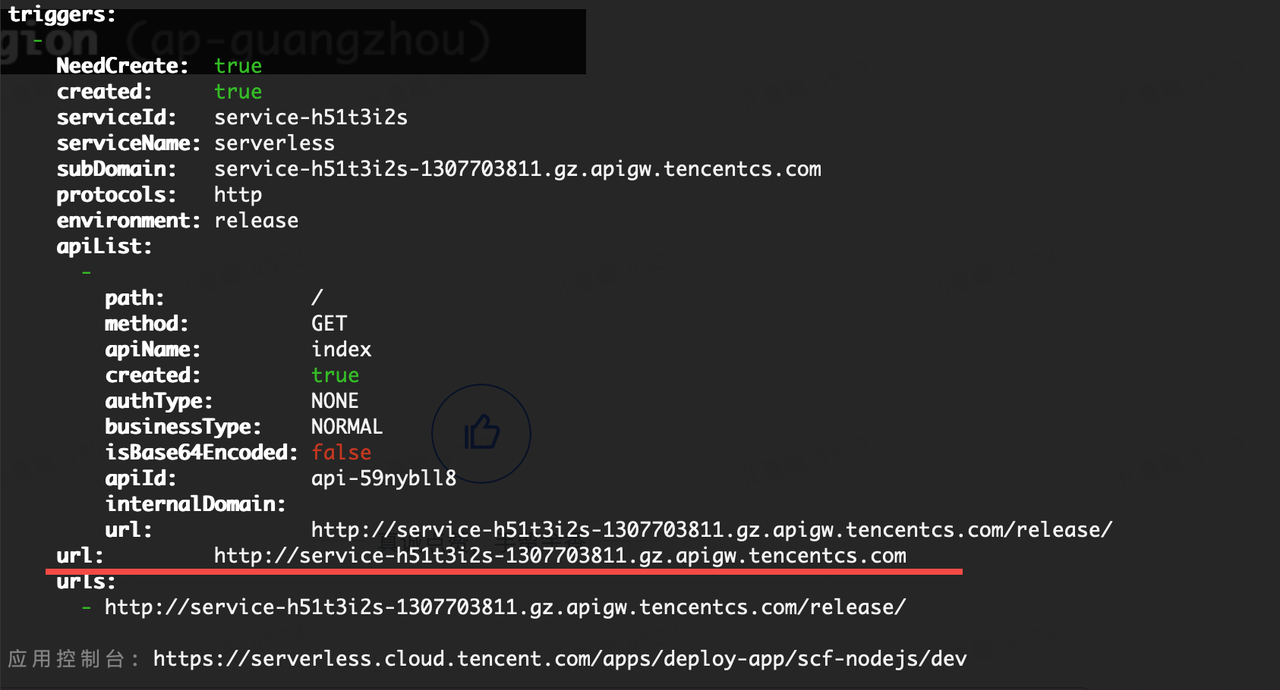 triggers:
-
gion (ap-guangzhou)
NeedCreate: true
created: true
serviceId: service-h51t3i2s
serviceName: serverless
subDomain: service-h51t3i2s-1307703811.gz.apigw.tencentcs.com
protocols: http
environment: release
apiList:
-
path: /
method: GET
apiName: index
created: true
authType: NONE
businessType: NORMAL
isBase64Encoded: false
apiId: api-59nybll8
internalDomain:
url: http://service-h51t3i2s-1307703811.gz.apigw.tencentcs.com/release/
url: http://service-h51t3i2s-1307703811.gz.apigw.tencentcs.com
urls:
- http://service-h51t3i2s-1307703811.gz.apigw.tencentcs.com/release/
应用控制台: https://serverless.cloud.tencent.com/apps/deploy-app/scf-nodejs/dev